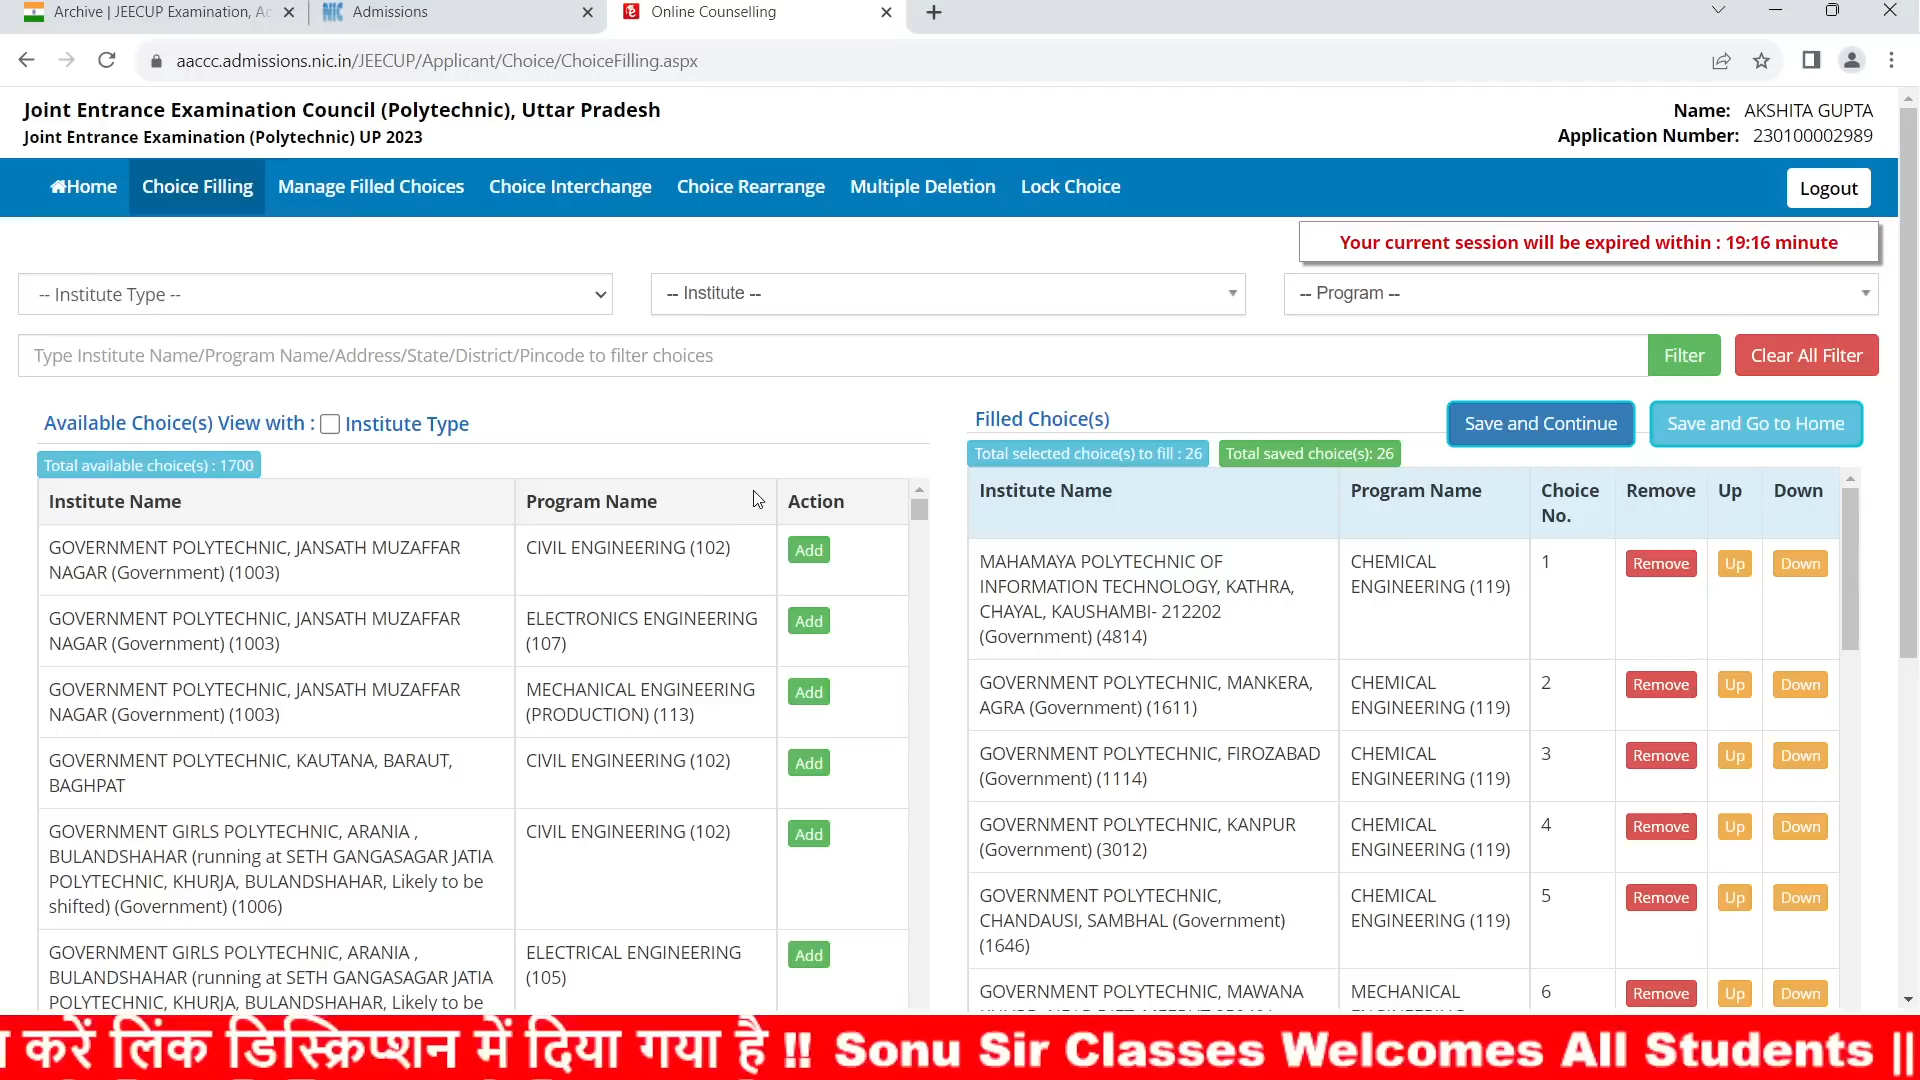 Archive | JEECUP Examination, Ac
NIC Admissions
Online Counselling
aaccc.admissions.nic.in/JEECUP/Applicant/Choice/ChoiceFilling.aspx
Joint Entrance Examination Council (Polytechnic), Uttar Pradesh
Joint Entrance Examination (Polytechnic) UP 2023
Name: AKSHITA GUPTA
Application Number: 230100002989
Home Choice Filling Manage Filled Choices Choice Interchange Choice Rearrange Multiple Deletion Lock Choice Logout
Your current session will be expired within : 19:16 minute
-- Institute Type -- -- Institute -- -- Program --
Type Institute Name/Program Name/Address/State/District/Pincode to filter choices Filter Clear All Filter
Available Choice(s) View with : Institute Type
Total available choice(s) : 1700
Institute Name Program Name Action
GOVERNMENT POLYTECHNIC, JANSATH MUZAFFAR CIVIL ENGINEERING (102) Add
NAGAR (Government) (1003)
GOVERNMENT POLYTECHNIC, JANSATH MUZAFFAR ELECTRONICS ENGINEERING Add
NAGAR (Government) (1003) (107)
GOVERNMENT POLYTECHNIC, JANSATH MUZAFFAR MECHANICAL ENGINEERING Add
NAGAR (Government) (1003) (PRODUCTION) (113)
GOVERNMENT POLYTECHNIC, KAUTANA, BARAUT, CIVIL ENGINEERING (102) Add
BAGHPAT
GOVERNMENT GIRLS POLYTECHNIC, ARANIA , CIVIL ENGINEERING (102) Add
BULANDSHAHAR (running at SETH GANGASAGAR JATIA
POLYTECHNIC, KHURJA, BULANDSHAHAR, Likely to be
shifted) (Government) (1006)
GOVERNMENT GIRLS POLYTECHNIC, ARANIA , ELECTRICAL ENGINEERING Add
BULANDSHAHAR (running at SETH GANGASAGAR JATIA (105)
POLYTECHNIC, KHURJA, BULANDSHAHAR, Likely to be
Filled Choice(s) Save and Continue Save and Go to Home
Total selected choice(s) to fill : 26 Total saved choice(s): 26
Institute Name Program Name Choice No. Remove Up Down
MAHAMAYA POLYTECHNIC OF CHEMICAL 1 Remove Up Down
INFORMATION TECHNOLOGY, KATHRA, ENGINEERING (119)
CHAYAL, KAUSHAMBI- 212202
(Government) (4814)
GOVERNMENT POLYTECHNIC, MANKERA, CHEMICAL 2 Remove Up Down
AGRA (Government) (1611) ENGINEERING (119)
GOVERNMENT POLYTECHNIC, FIROZABAD CHEMICAL 3 Remove Up Down
(Government) (1114) ENGINEERING (119)
GOVERNMENT POLYTECHNIC, KANPUR CHEMICAL 4 Remove Up Down
(Government) (3012) ENGINEERING (119)
GOVERNMENT POLYTECHNIC, CHEMICAL 5 Remove Up Down
CHANDAUSI, SAMBHAL (Government) ENGINEERING (119)
(1646)
GOVERNMENT POLYTECHNIC, MAWANA MECHANICAL 6 Remove Up Down
करें लिंक डिस्क्रिप्शन में दिया गया है !! Sonu Sir Classes Welcomes All Students ||